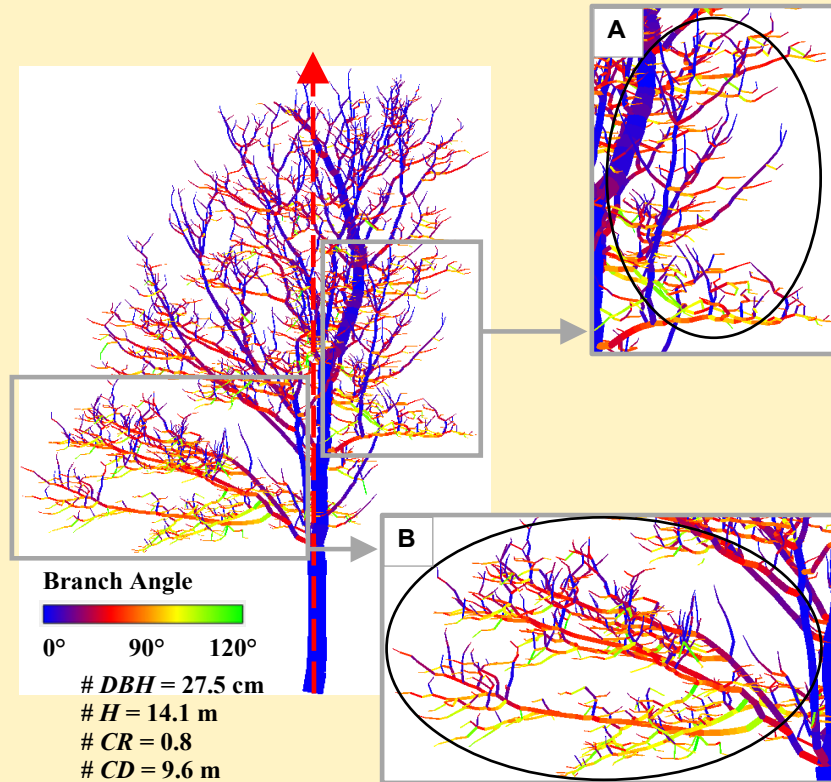 A
B
Branch Angle
0° 90° 120°
# DBH = 27.5 cm
# H = 14.1 m
# CR = 0.8
# CD = 9.6 m